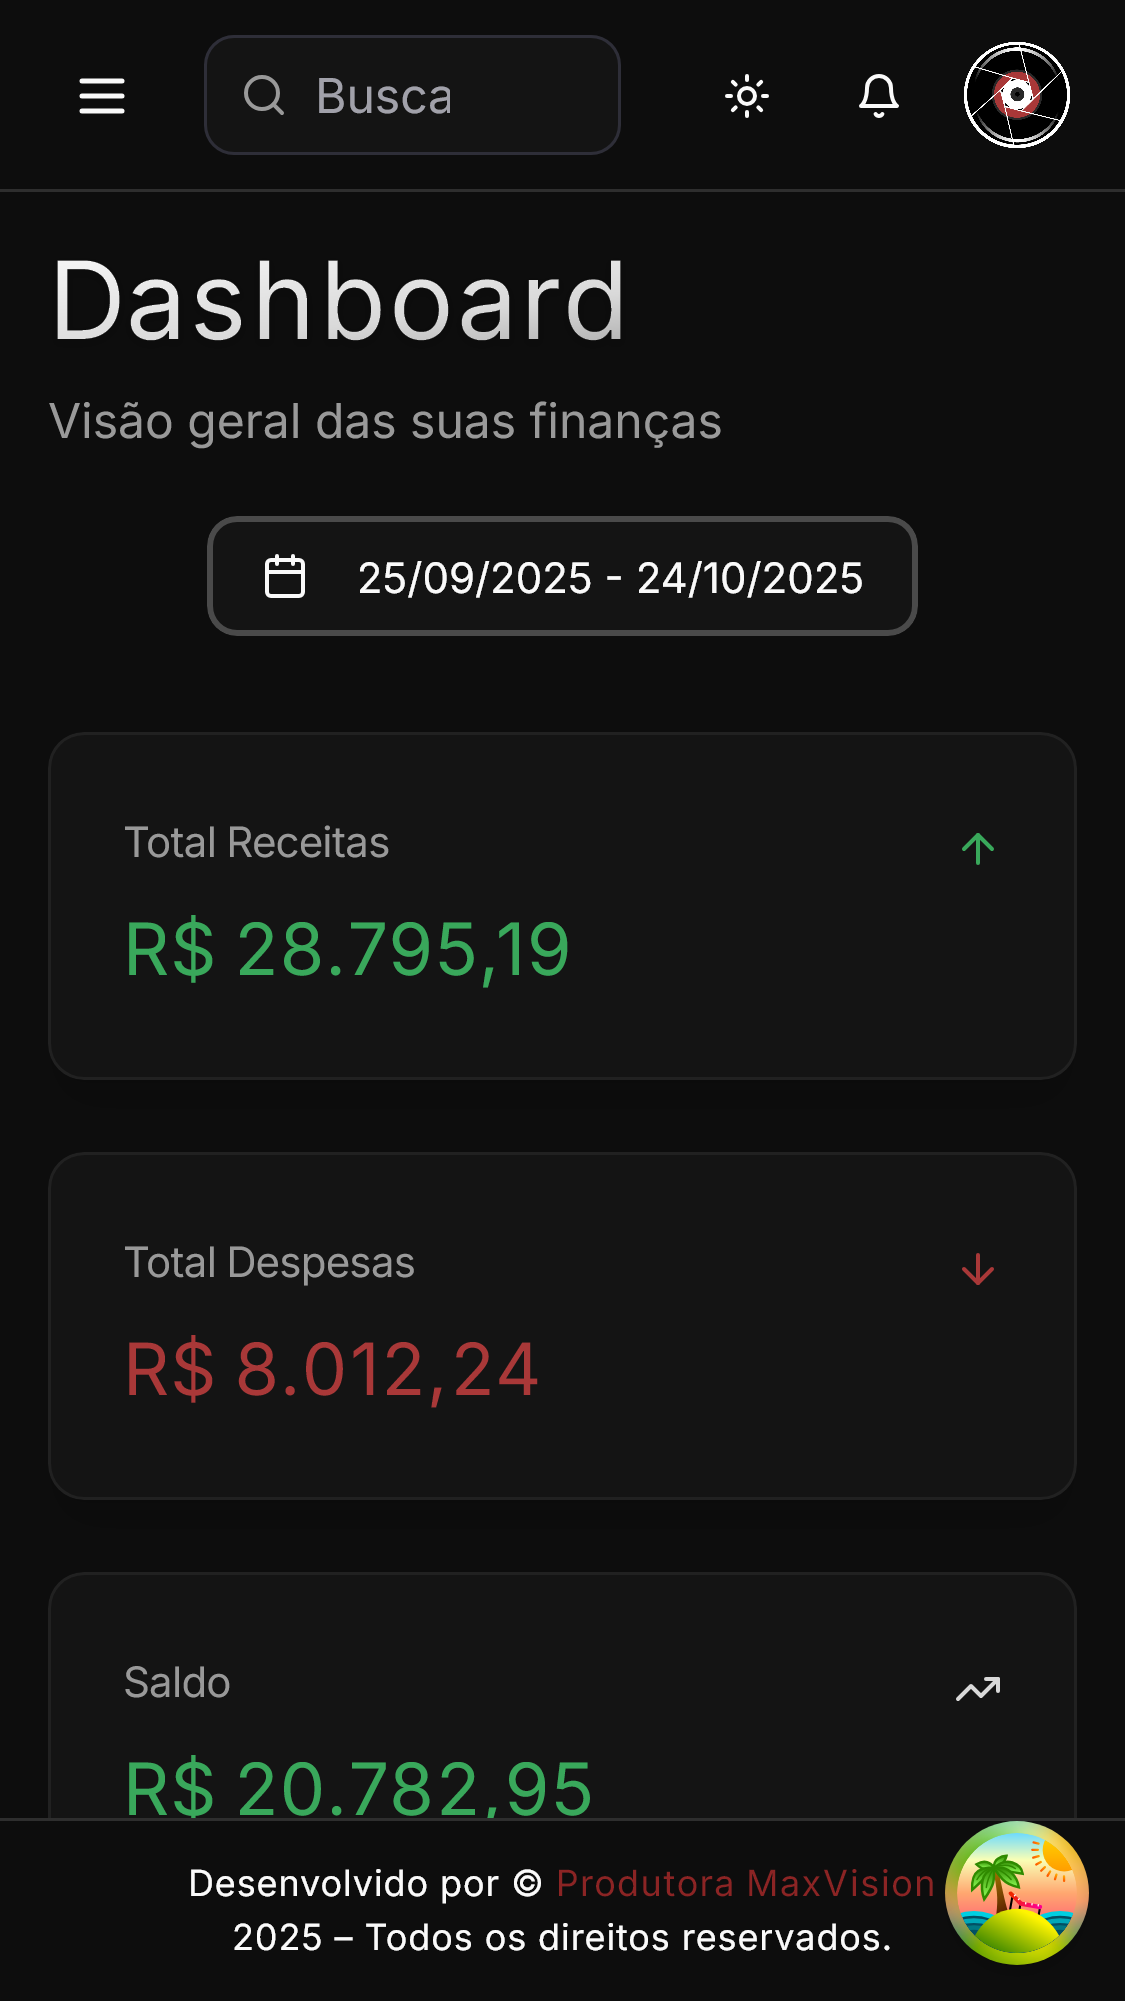 Busca
Dashboard
Visão geral das suas finanças
25/09/2025 - 24/10/2025
Total Receitas
R$ 28.795,19
Total Despesas
R$ 8.012,24
Saldo
R$ 20.782,95
Desenvolvido por © Produtora MaxVision
2025 – Todos os direitos reservados.